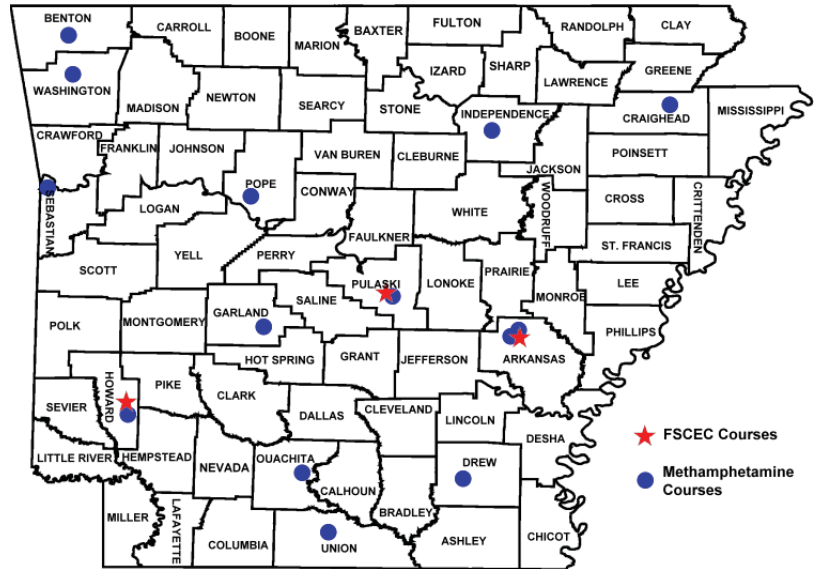 BENTON
CARROLL
BOONE
MARION
BAXTER
FULTON
RANDOLPH
CLAY
WASHINGTON
MADISON
NEWTON
SEARCY
STONE
IZARD
SHARP
LAWRENCE
GREENE
INDEPENDENCE
CRAIGHEAD
MISSISSIPPI
CRAWFORD
FRANKLIN
JOHNSON
POPE
VAN BUREN
CLEBURNE
JACKSON
POINSETT
SEBASTIAN
LOGAN
CONWAY
WHITE
WOODRUFF
CROSS
CRITTENDEN
SCOTT
YELL
PERRY
FAULKNER
PRAIRIE
ST. FRANCIS
POLK
MONTGOMERY
GARLAND
SALINE
PULASKI
LONOKE
MONROE
LEE
PHILLIPS
HOT SPRING
GRANT
JEFFERSON
ARKANSAS
SEVIER
HOWARD
PIKE
CLARK
DALLAS
CLEVELAND
LINCOLN
DESHA
LITTLE RIVER
HEMPSTEAD
NEVADA
OUACHITA
CALHOUN
BRADLEY
DREW
MILLER
LAFAYETTE
COLUMBIA
UNION
ASHLEY
CHICOT
FSCEC Courses
Methamphetamine
Courses